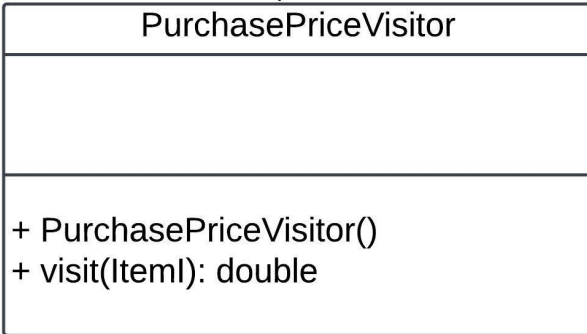 PurchasePriceVisitor
+ PurchasePriceVisitor()
+ visit(ItemI): double